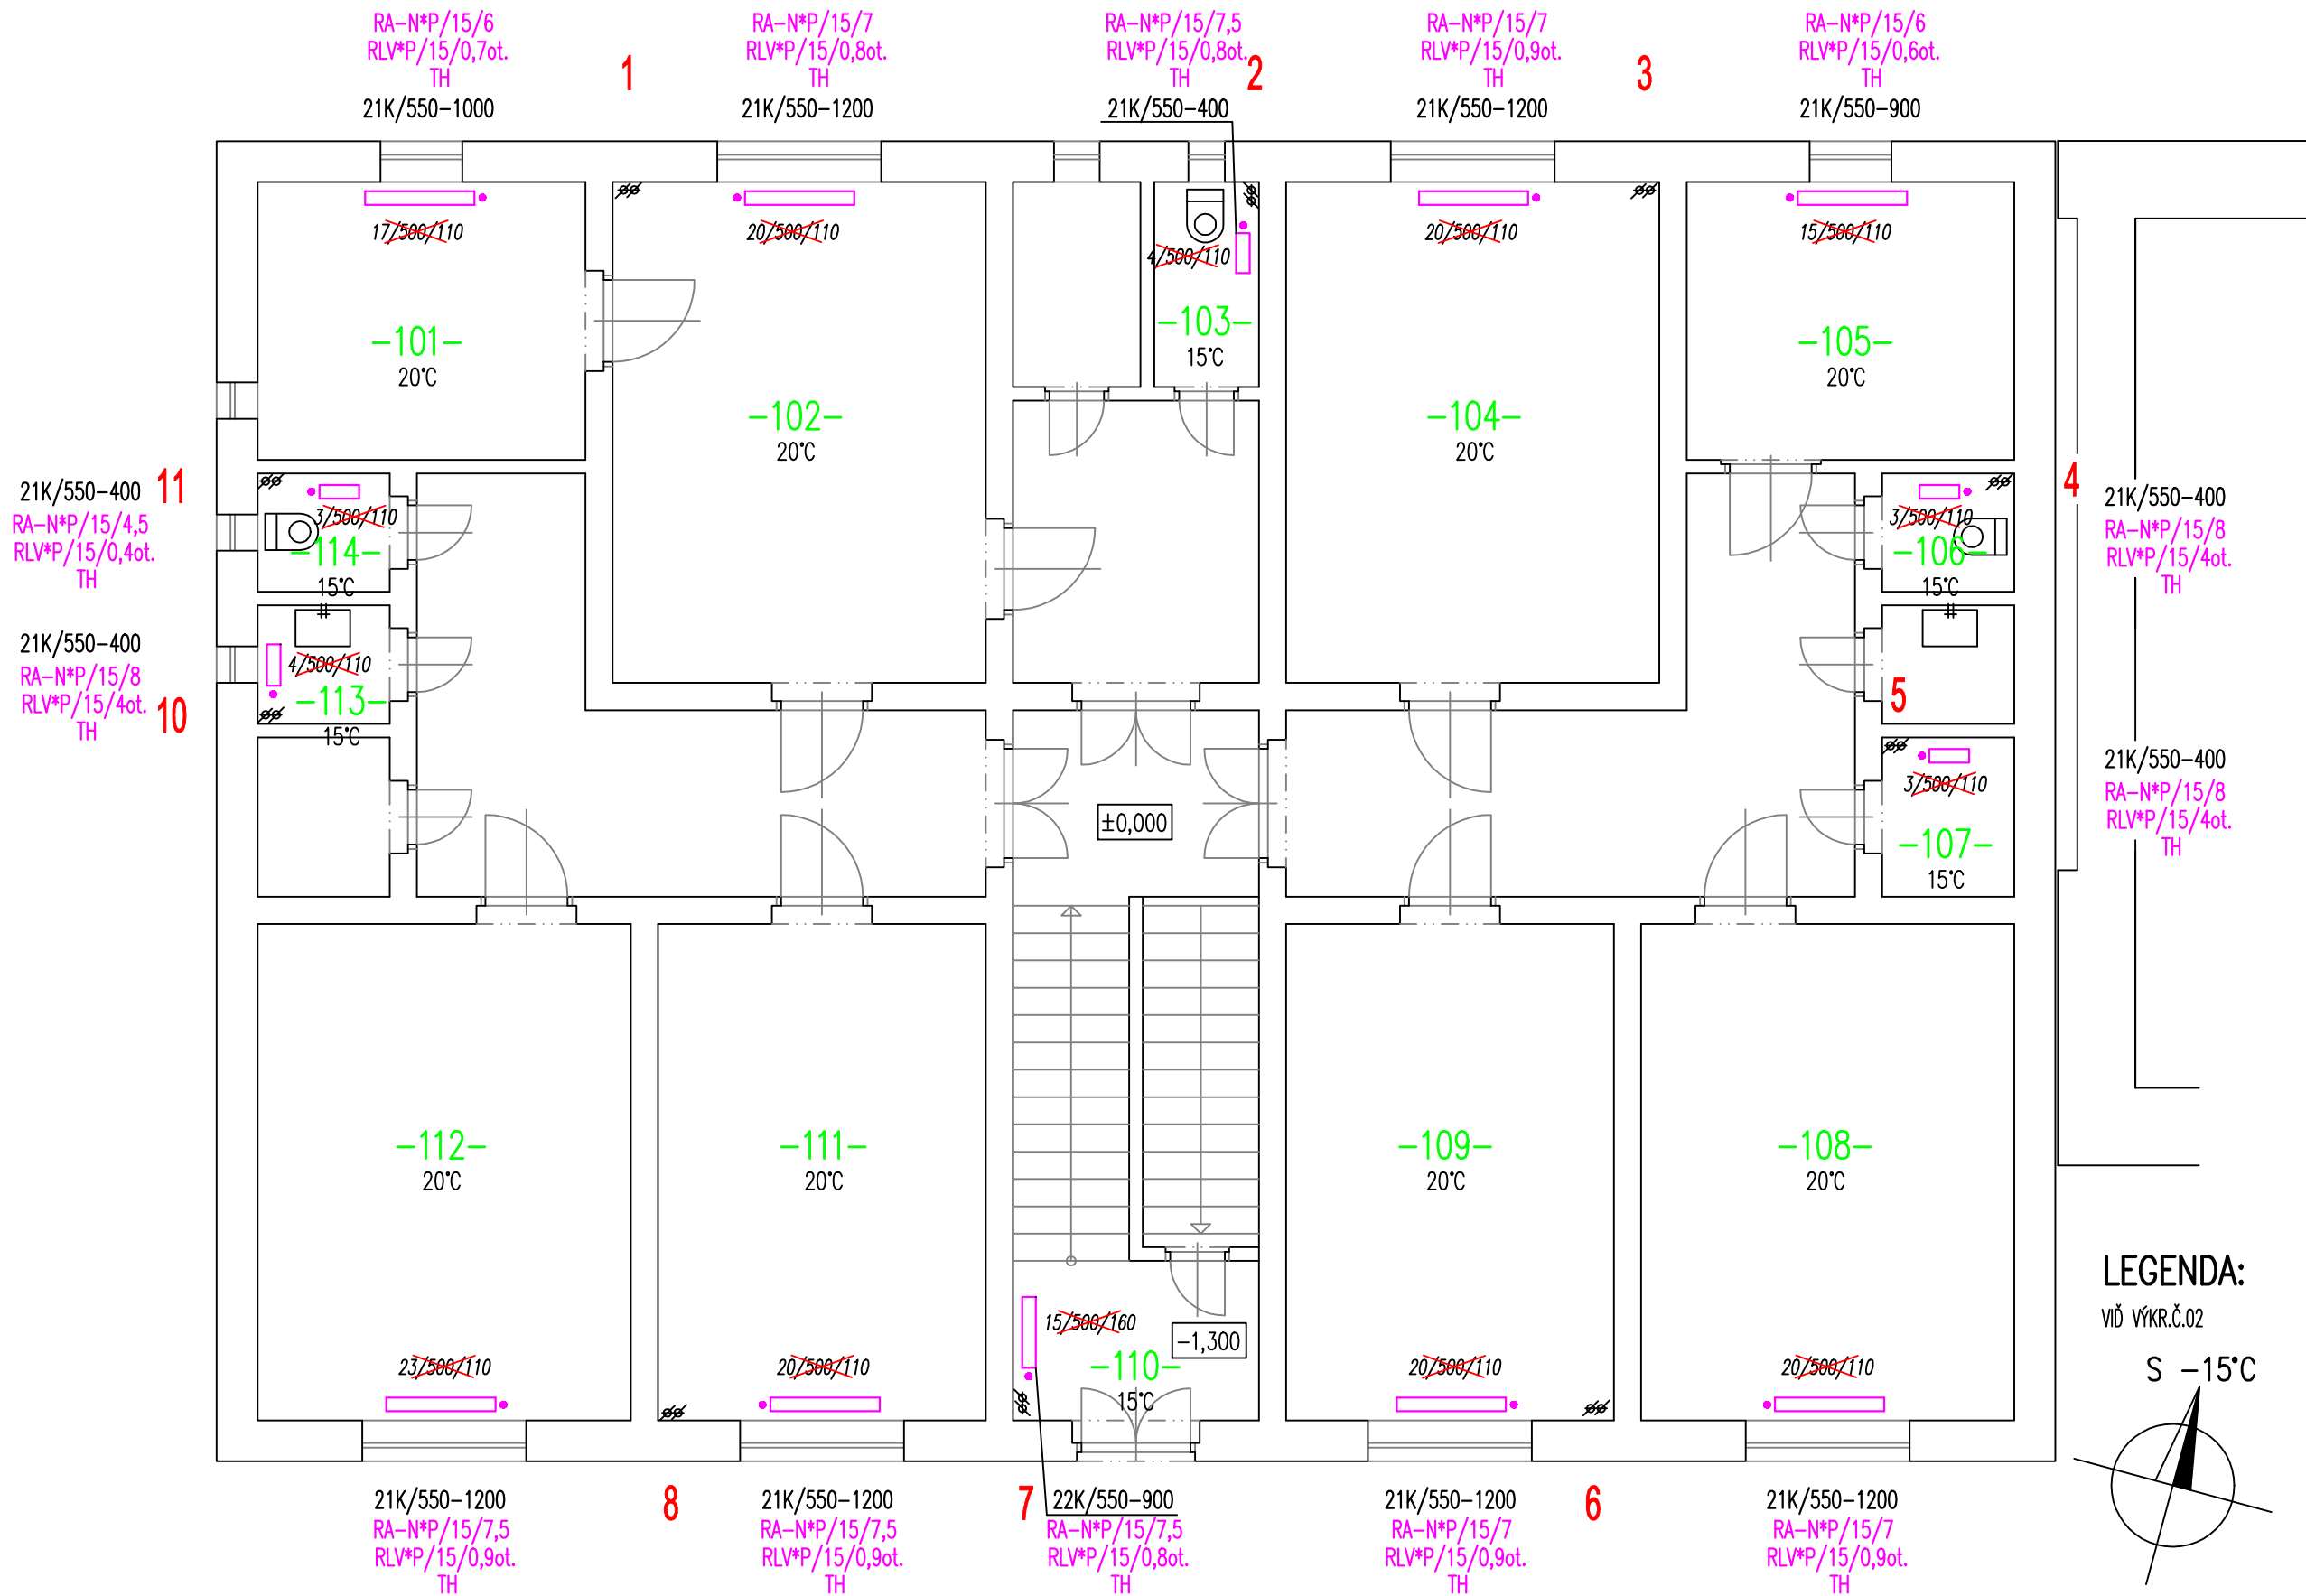 RA-N*P/15/6
RLV*P/15/0,7ot.
TH
21K/550-1000
1
RA-N*P/15/7
RLV*P/15/0,8ot.
TH
21K/550-1200
RA-N*P/15/7,5
RLV*P/15/0,8ot.
TH
21K/550-400
2
RA-N*P/15/7
RLV*P/15/0,9ot.
TH
21K/550-1200
3
RA-N*P/15/6
RLV*P/15/0,6ot.
TH
21K/550-900
17/500/110
20/500/110
4/500/110
20/500/110
15/500/110
-101-
20°C
-102-
20°C
-103-
15°C
-104-
20°C
-105-
20°C
11
21K/550-400
RA-N*P/15/4,5
RLV*P/15/0,4ot.
TH
3/500/110
-114-
15°C
21K/550-400
RA-N*P/15/8
RLV*P/15/4ot.
TH
10
4/500/110
-113-
15°C
3/500/110
-106-
15°C
4
21K/550-400
RA-N*P/15/8
RLV*P/15/4ot.
TH
5
3/500/110
-107-
15°C
21K/550-400
RA-N*P/15/8
RLV*P/15/4ot.
TH
±0,000
-112-
20°C
-111-
20°C
-109-
20°C
-108-
20°C
23/500/110
20/500/110
15/500/160
-1,300
-110-
15°C
20/500/110
20/500/110
LEGENDA:
VIĎ VÝKR.Č.02
S -15°C
21K/550-1200
RA-N*P/15/7,5
RLV*P/15/0,9ot.
TH
8
21K/550-1200
RA-N*P/15/7,5
RLV*P/15/0,9ot.
TH
7
22K/550-900
RA-N*P/15/7,5
RLV*P/15/0,8ot.
TH
21K/550-1200
RA-N*P/15/7
RLV*P/15/0,9ot.
TH
6
21K/550-1200
RA-N*P/15/7
RLV*P/15/0,9ot.
TH